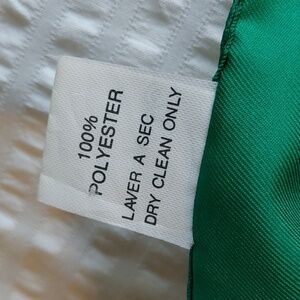 100%
POLYESTER
LAVER A SEC
DRY CLEAN ONLY